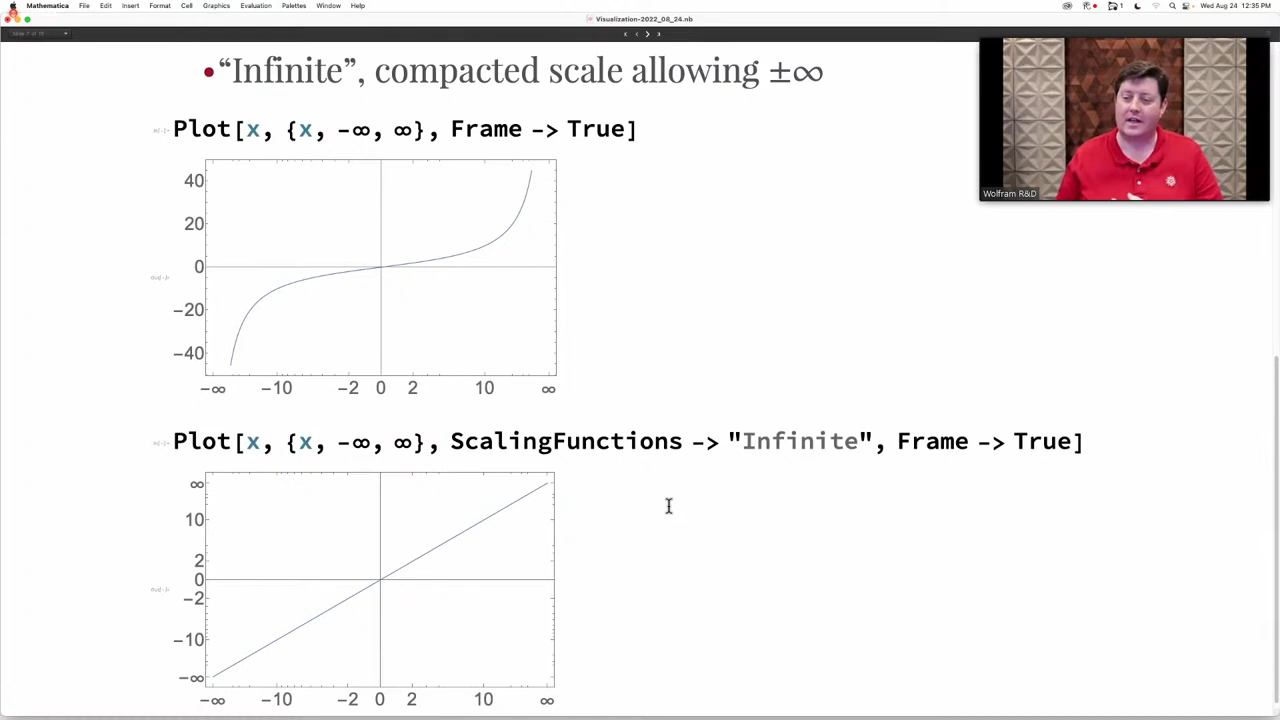 Mathematica File Edit Insert Format Cell Graphics Evaluation Palettes Window Help
1 Wed Aug 24 12:35 PM
Visualization-2022_08_24.nb
•“Infinite”, compacted scale allowing ±∞
Plot[x, {x, -∞, ∞}, Frame -> True]
40
20
0
-20
-40
-∞ -10 -2 0 2 10 ∞
Plot[x, {x, -∞, ∞}, ScalingFunctions -> "Infinite", Frame -> True]
∞
10
2
0
-2
-10
-∞
-∞ -10 -2 0 2 10 ∞
Wolfram R&D